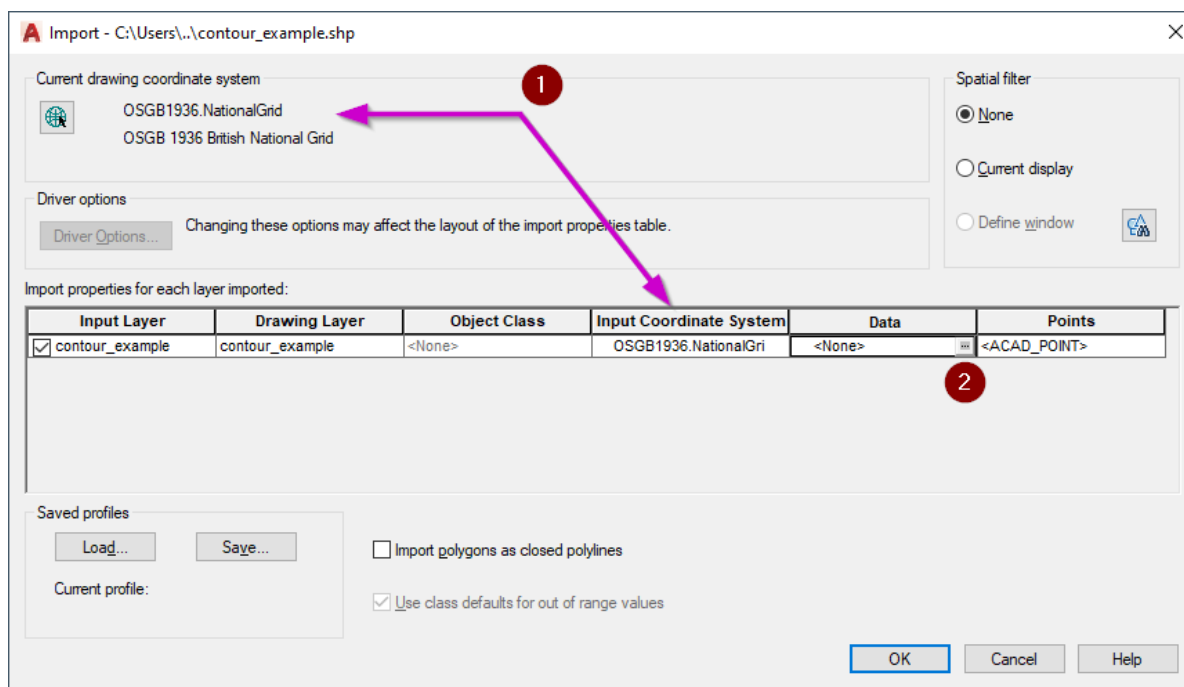 Import - C:\Users\..\contour_example.shp
Current drawing coordinate system
1
Spatial filter
OSGB1936.NationalGrid
None
OSGB 1936 British National Grid
Current display
Driver options
Driver Options...
Changing these options may affect the layout of the import properties table.
Define window
Import properties for each layer imported:
Input Layer Drawing Layer Object Class Input Coordinate System Data Points
contour_example contour_example <None> OSGB1936.NationalGri <None> ... <ACAD_POINT>
2
Saved profiles
Load... Save...
Import polygons as closed polylines
Current profile:
Use class defaults for out of range values
OK Cancel Help